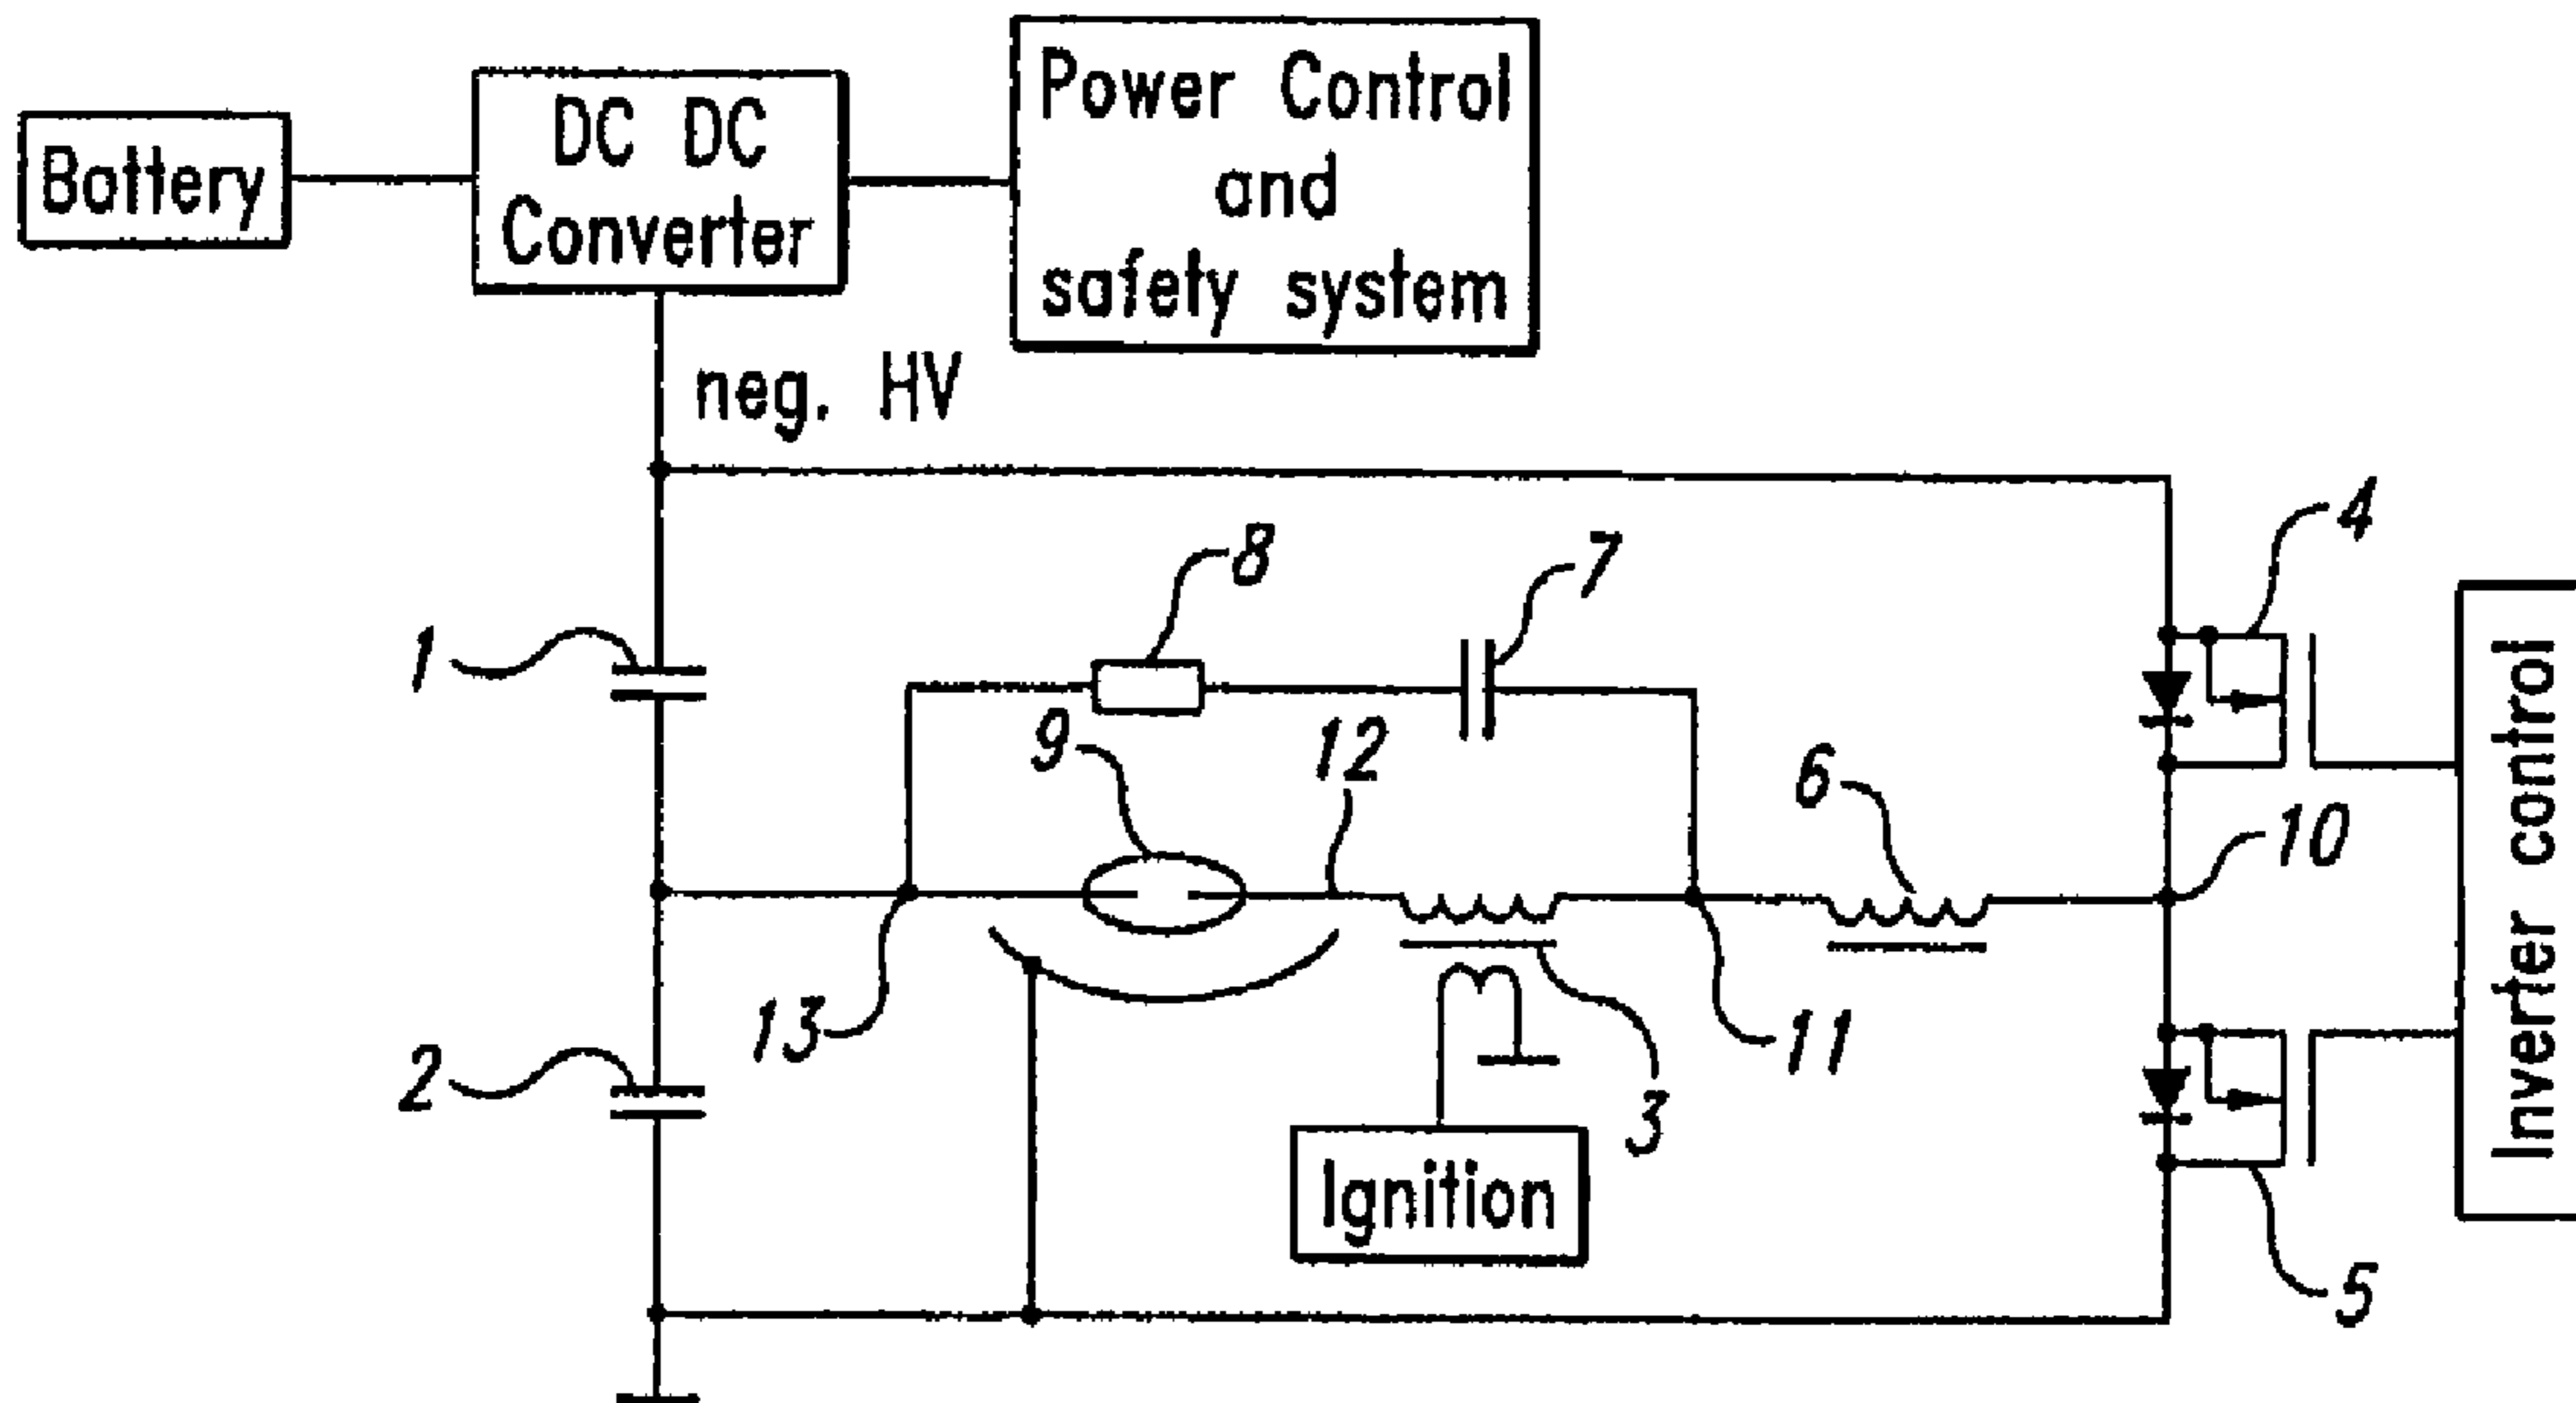 Battery
DC DC
Converter
Power Control
and
safety system
neg. HV
1
8
7
4
9
12
6
10
13
11
2
3
Ignition
5
Inverter control